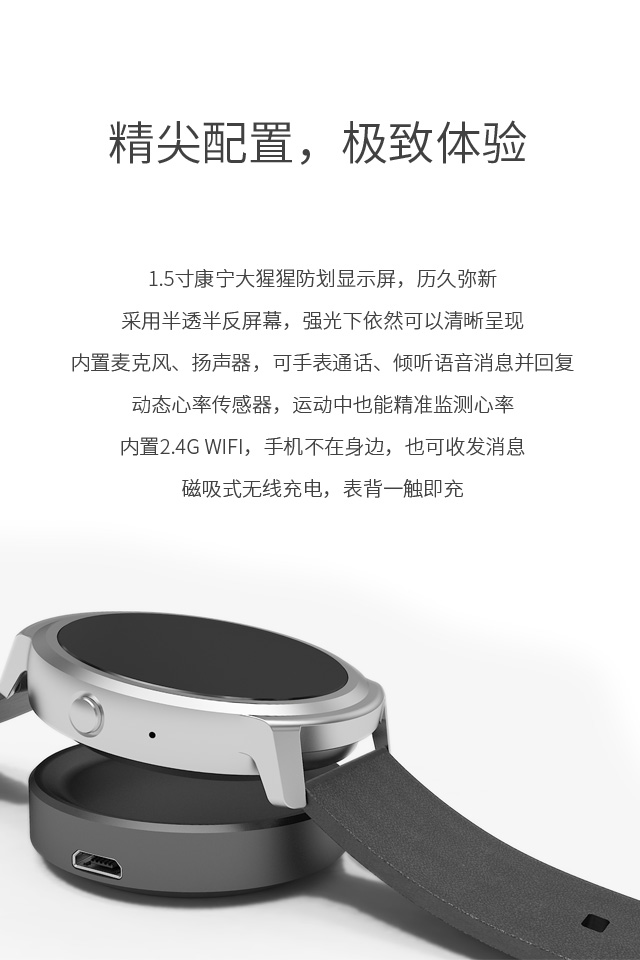 精尖配置，极致体验
1.5寸康宁大猩猩防划显示屏，历久弥新
采用半透半反屏幕，强光下依然可以清晰呈现
内置麦克风、扬声器，可手表通话、倾听语音消息并回复
动态心率传感器，运动中也能精准监测心率
内置2.4G WIFI，手机不在身边，也可收发消息
磁吸式无线充电，表背一触即充